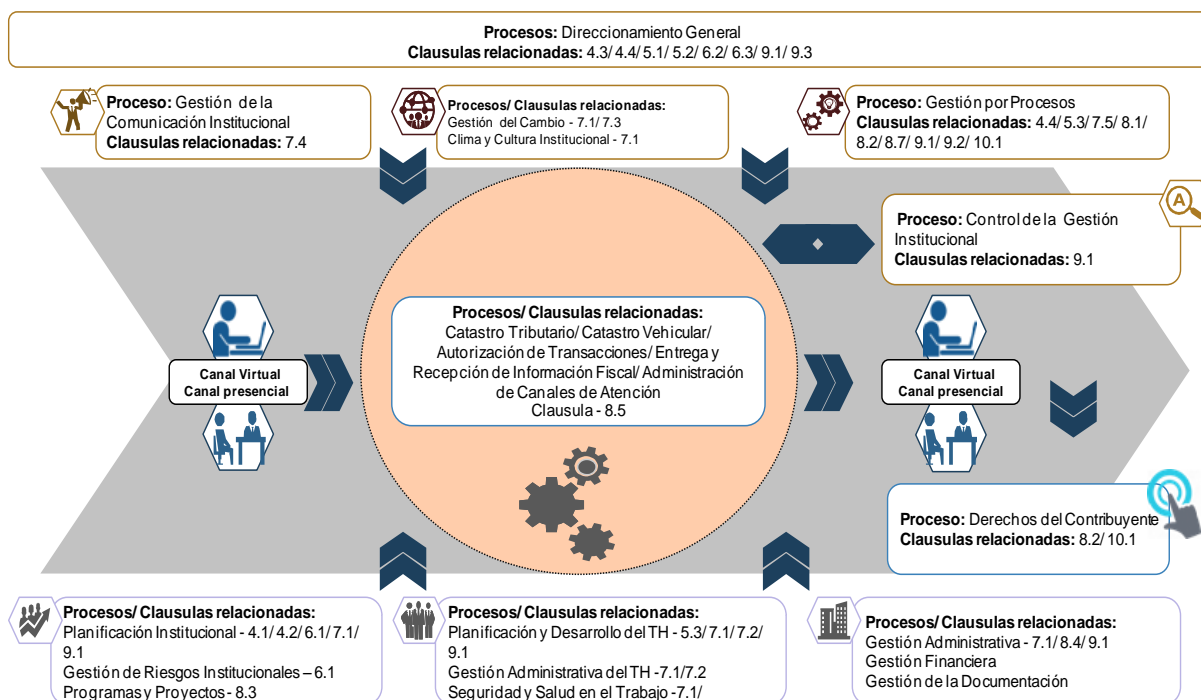 Procesos: Direccionamiento General
Clausulas relacionadas: 4.3/ 4.4/ 5.1/ 5.2/ 6.2/ 6.3/ 9.1/ 9.3
Proceso: Gestión de la
Comunicación Institucional
Clausulas relacionadas: 7.4
Procesos/ Clausulas relacionadas:
Gestión del Cambio - 7.1/ 7.3
Clima y Cultura Institucional - 7.1
Proceso: Gestión por Procesos
Clausulas relacionadas: 4.4/ 5.3/ 7.5/ 8.1/
8.2/ 8.7/ 9.1/ 9.2/ 10.1
A
Proceso: Control de la Gestión
Institucional
Clausulas relacionadas: 9.1
Canal Virtual
Canal presencial
Procesos/ Clausulas relacionadas:
Catastro Tributario/ Catastro Vehicular/
Autorización de Transacciones/ Entrega y
Recepción de Información Fiscal/ Administración
de Canales de Atención
Clausula - 8.5
Canal Virtual
Canal presencial
Proceso: Derechos del Contribuyente
Clausulas relacionadas: 8.2/ 10.1
Procesos/ Clausulas relacionadas:
Planificación Institucional - 4.1/ 4.2/ 6.1/ 7.1/
9.1
Gestión de Riesgos Institucionales – 6.1
Programas y Proyectos- 8.3
Procesos/ Clausulas relacionadas:
Planificación y Desarrollo del TH - 5.3/ 7.1/ 7.2/
9.1
Gestión Administrativa del TH -7.1/ 7.2
Seguridad y Salud en el Trabajo -7.1/
Procesos/ Clausulas relacionadas:
Gestión Administrativa - 7.1/ 8.4/ 9.1
Gestión Financiera
Gestión de la Documentación